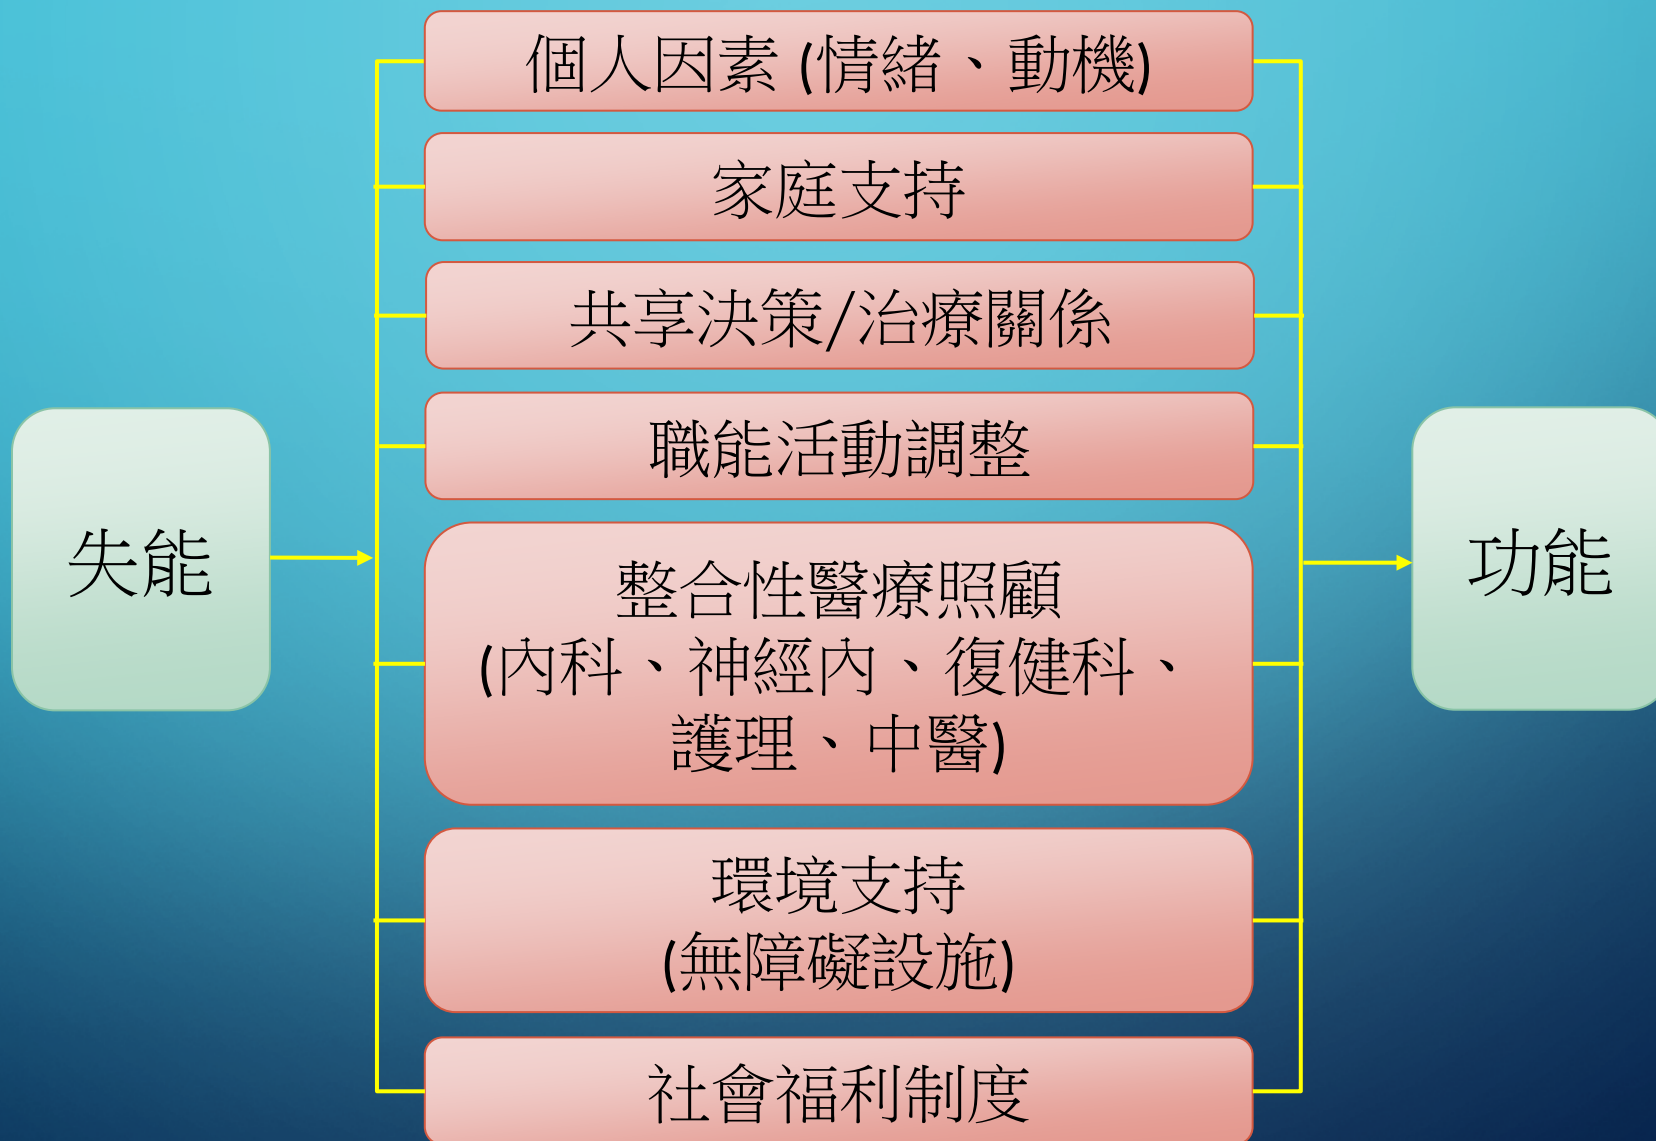 失能
個人因素 (情緒、動機)
家庭支持
共享決策/治療關係
職能活動調整
整合性醫療照顧
(內科、神經內、復健科、
護理、中醫)
環境支持
(無障礙設施)
社會福利制度
功能